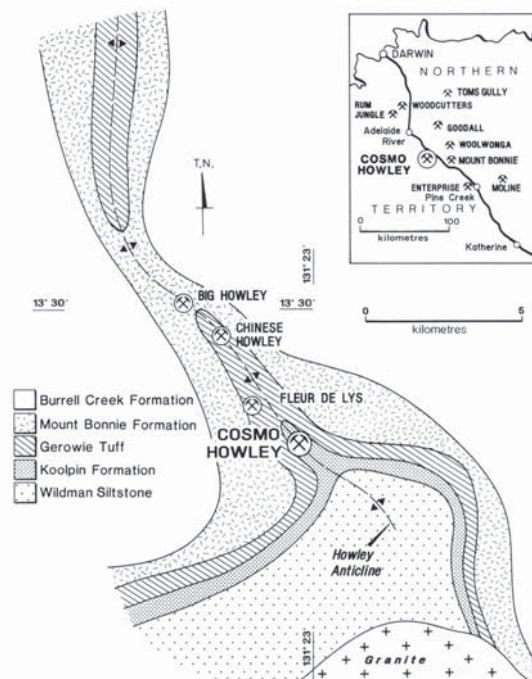 DARWIN
NORTHERN
TOMS GULLY
RUM
JUNGLE
WOODCUTTERS
GOODALL
Adelaide
River
WOOLWONGA
COSMO
HOWLEY
MOUNT BONNIE
ENTERPRISE
Pine Creek
MOLINE
TERRITORY
0 100
kilometres
Katherine
T.N.
131° 23'
13° 30'
BIG HOWLEY
13° 30'
0 5
kilometres
CHINESE
HOWLEY
FLEUR DE LYS
COSMO
HOWLEY
Burrell Creek Formation
Mount Bonnie Formation
Gerowie Tuff
Koolpin Formation
Wildman Siltstone
Howley
Anticline
131° 23'
Granite